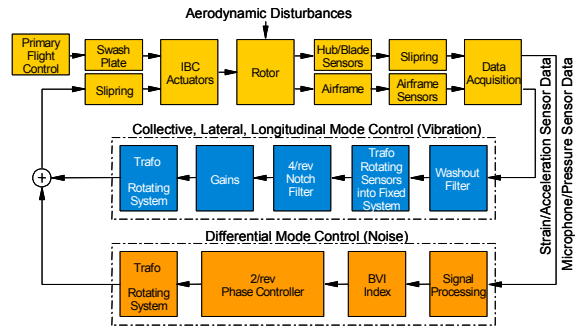 Aerodynamic Disturbances
Primary
Flight
Control
Swash
Plate
Slipring
IBC
Actuators
Rotor
Hub/Blade
Sensors
Airframe
Slipring
Airframe
Sensors
Data
Acquisition
Collective, Lateral, Longitudinal Mode Control (Vibration)
Trafo
Rotating
System
Gains
4/rev
Notch
Filter
Trafo
Rotating
Sensors
into Fixed
System
Washout
Filter
+
Differential Mode Control (Noise)
Trafo
Rotating
System
2/rev
Phase Controller
BVI
Index
Signal
Processing
Strain/Acceleration Sensor Data
Microphone/Pressure Sensor Data